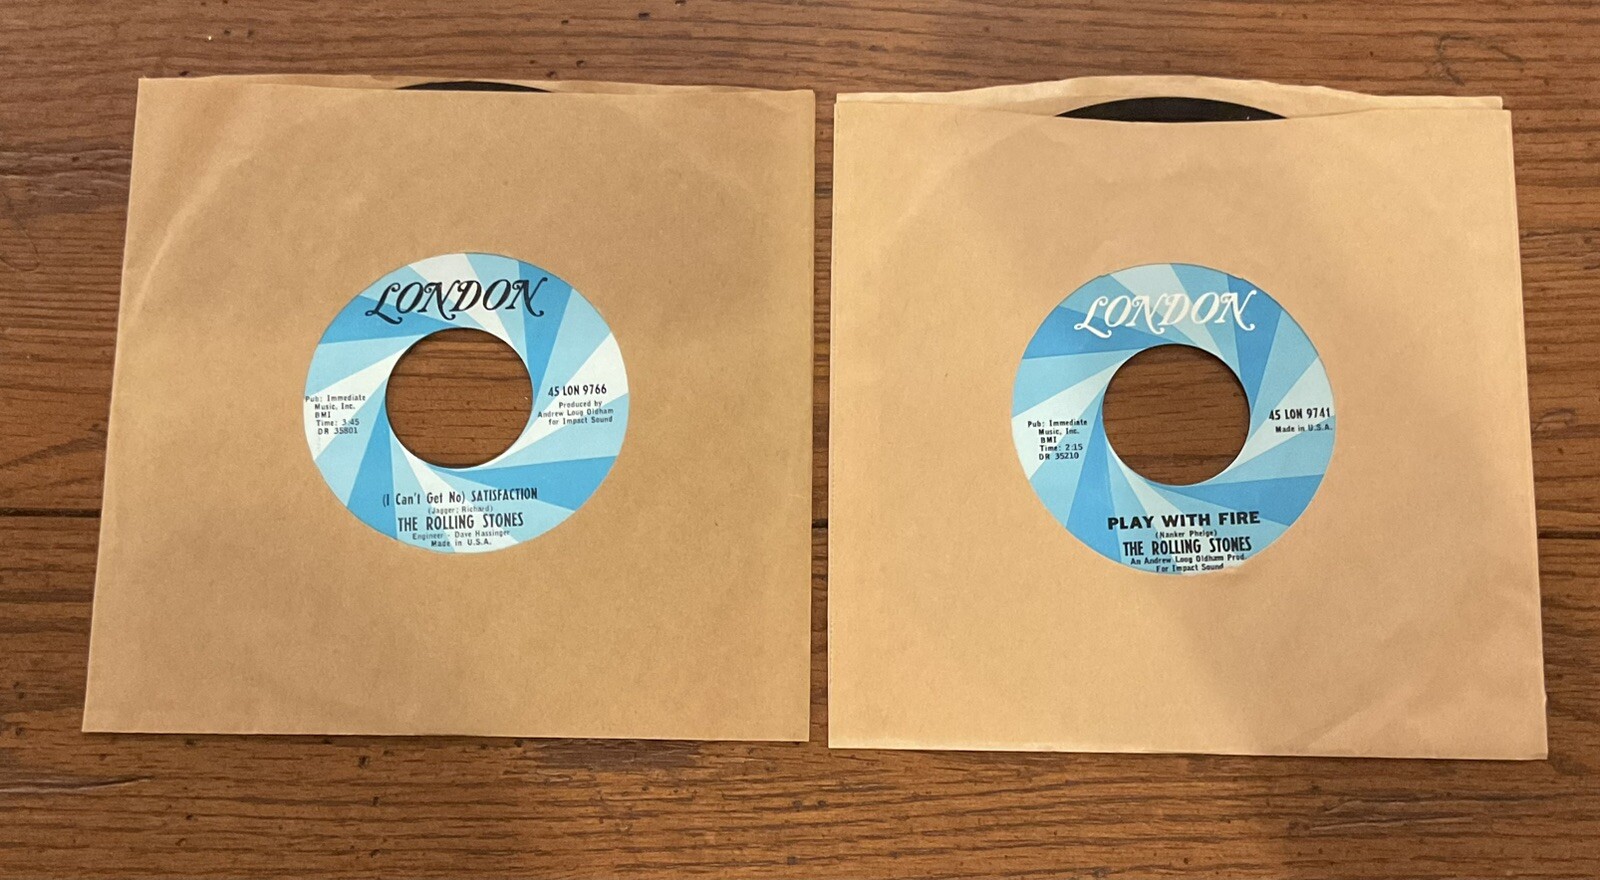 LONDON
45 LON 9766
Produced by
Andrew Loog Oldham
for Impact Sound
Pub: Immediate
Music, Inc.
BMI
Time: 3:45
DR 35801
(I Can't Get No) SATISFACTION
(Jagger; Richard)
THE ROLLING STONES
Engineer - Dave Hassinger
Made in U.S.A.
LONDON
45 LON 9741
Made in U.S.A.
Pub: Immediate
Music, Inc.
BMI
Time: 2:15
DR 35210
PLAY WITH FIRE
(Nanker Phelge)
THE ROLLING STONES
An Andrew Loog Oldham Prod.
For Impact Sound